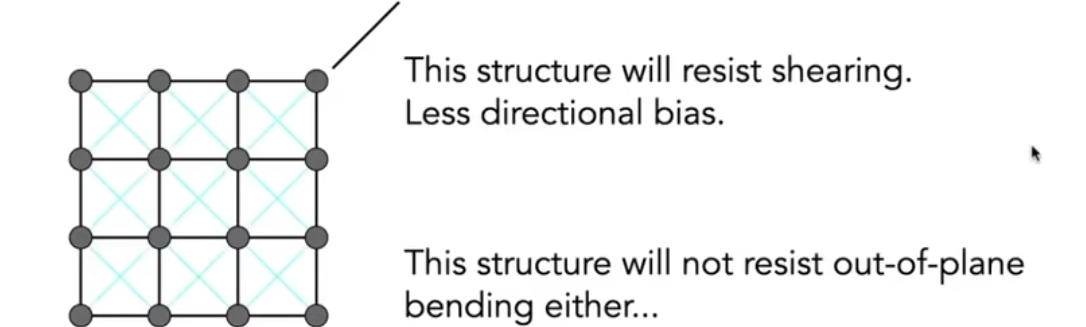 This structure will resist shearing.
Less directional bias.
This structure will not resist out-of-plane
bending either...